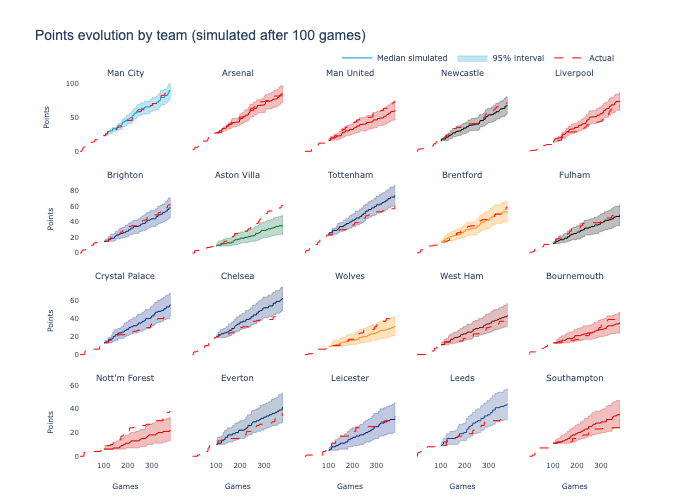 Points evolution by team (simulated after 100 games)
Median simulated 95% interval Actual
Man City Arsenal Man United Newcastle Liverpool
100
50
0
Points
Brighton Aston Villa Tottenham Brentford Fulham
80
60
40
20
0
Points
Crystal Palace Chelsea Wolves West Ham Bournemouth
60
40
20
0
Points
Nott'm Forest Everton Leicester Leeds Southampton
60
40
20
0
Points
100 200 300 100 200 300 100 200 300 100 200 300 100 200 300
Games Games Games Games Games